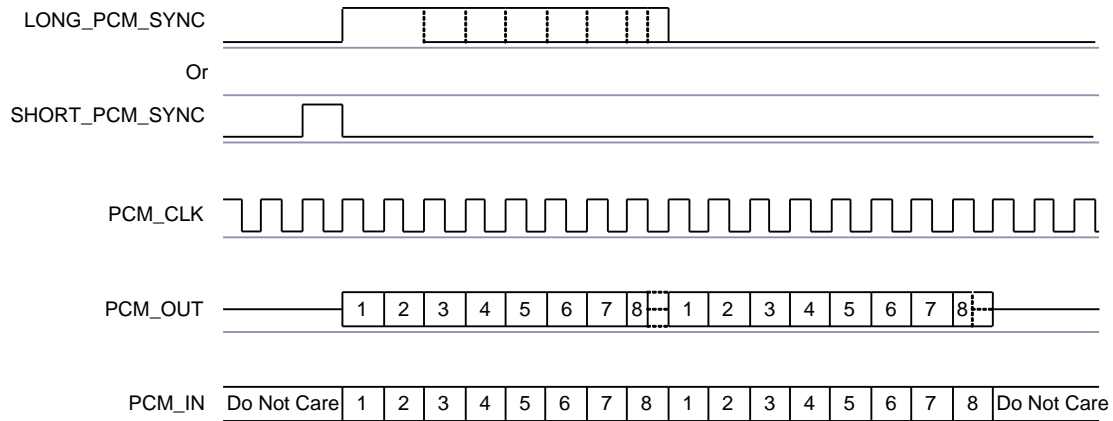 LONG_PCM_SYNC
Or
SHORT_PCM_SYNC
PCM_CLK
PCM_OUT 1 2 3 4 5 6 7 8 1 2 3 4 5 6 7 8
PCM_IN Do Not Care 1 2 3 4 5 6 7 8 1 2 3 4 5 6 7 8 Do Not Care